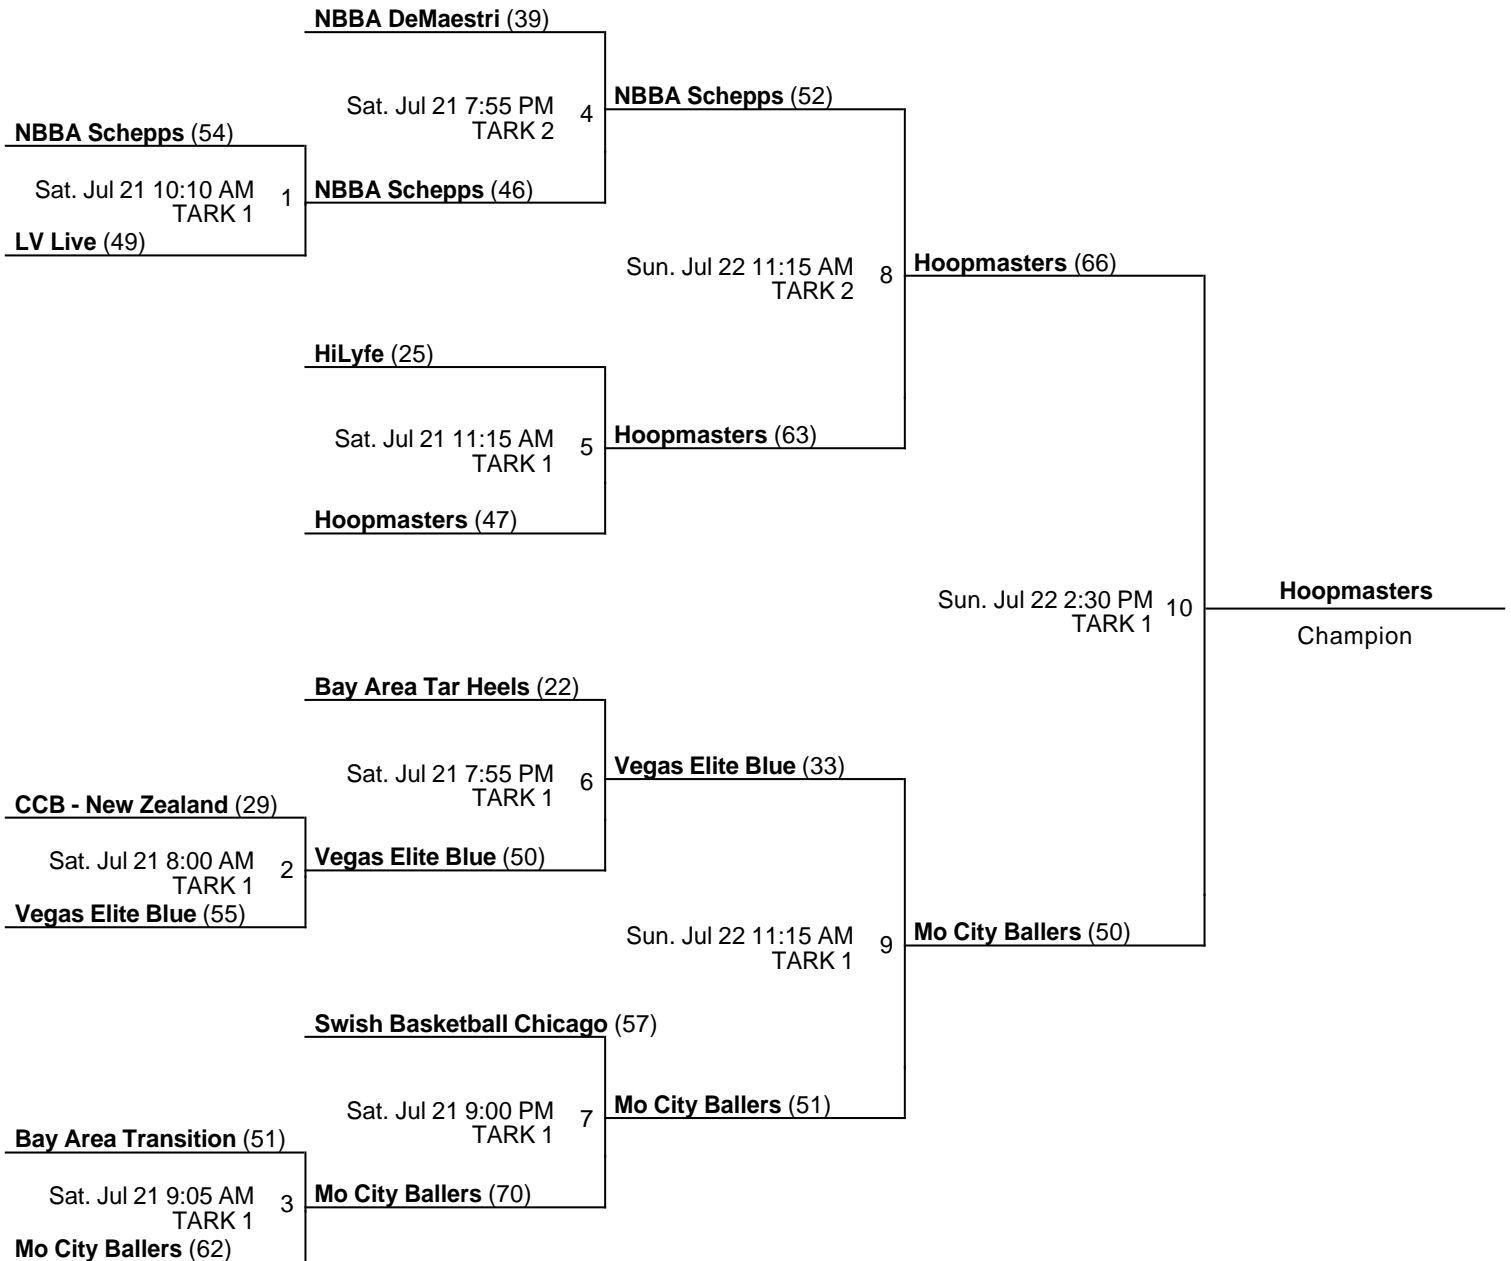 NBBA DeMaestri (39)
Sat. Jul 21 7:55 PM
TARK 2
4
NBBA Schepps (52)
NBBA Schepps (54)
Sat. Jul 21 10:10 AM
TARK 1
1
NBBA Schepps (46)
LV Live (49)
Sun. Jul 22 11:15 AM
TARK 2
8
Hoopmasters (66)
HiLyfe (25)
Sat. Jul 21 11:15 AM
TARK 1
5
Hoopmasters (63)
Hoopmasters (47)
Sun. Jul 22 2:30 PM
TARK 1
10
Hoopmasters
Champion
Bay Area Tar Heels (22)
Sat. Jul 21 7:55 PM
TARK 1
6
Vegas Elite Blue (33)
CCB - New Zealand (29)
Sat. Jul 21 8:00 AM
TARK 1
2
Vegas Elite Blue (50)
Vegas Elite Blue (55)
Sun. Jul 22 11:15 AM
TARK 1
9
Mo City Ballers (50)
Swish Basketball Chicago (57)
Sat. Jul 21 9:00 PM
TARK 1
7
Mo City Ballers (51)
Bay Area Transition (51)
Sat. Jul 21 9:05 AM
TARK 1
3
Mo City Ballers (70)
Mo City Ballers (62)